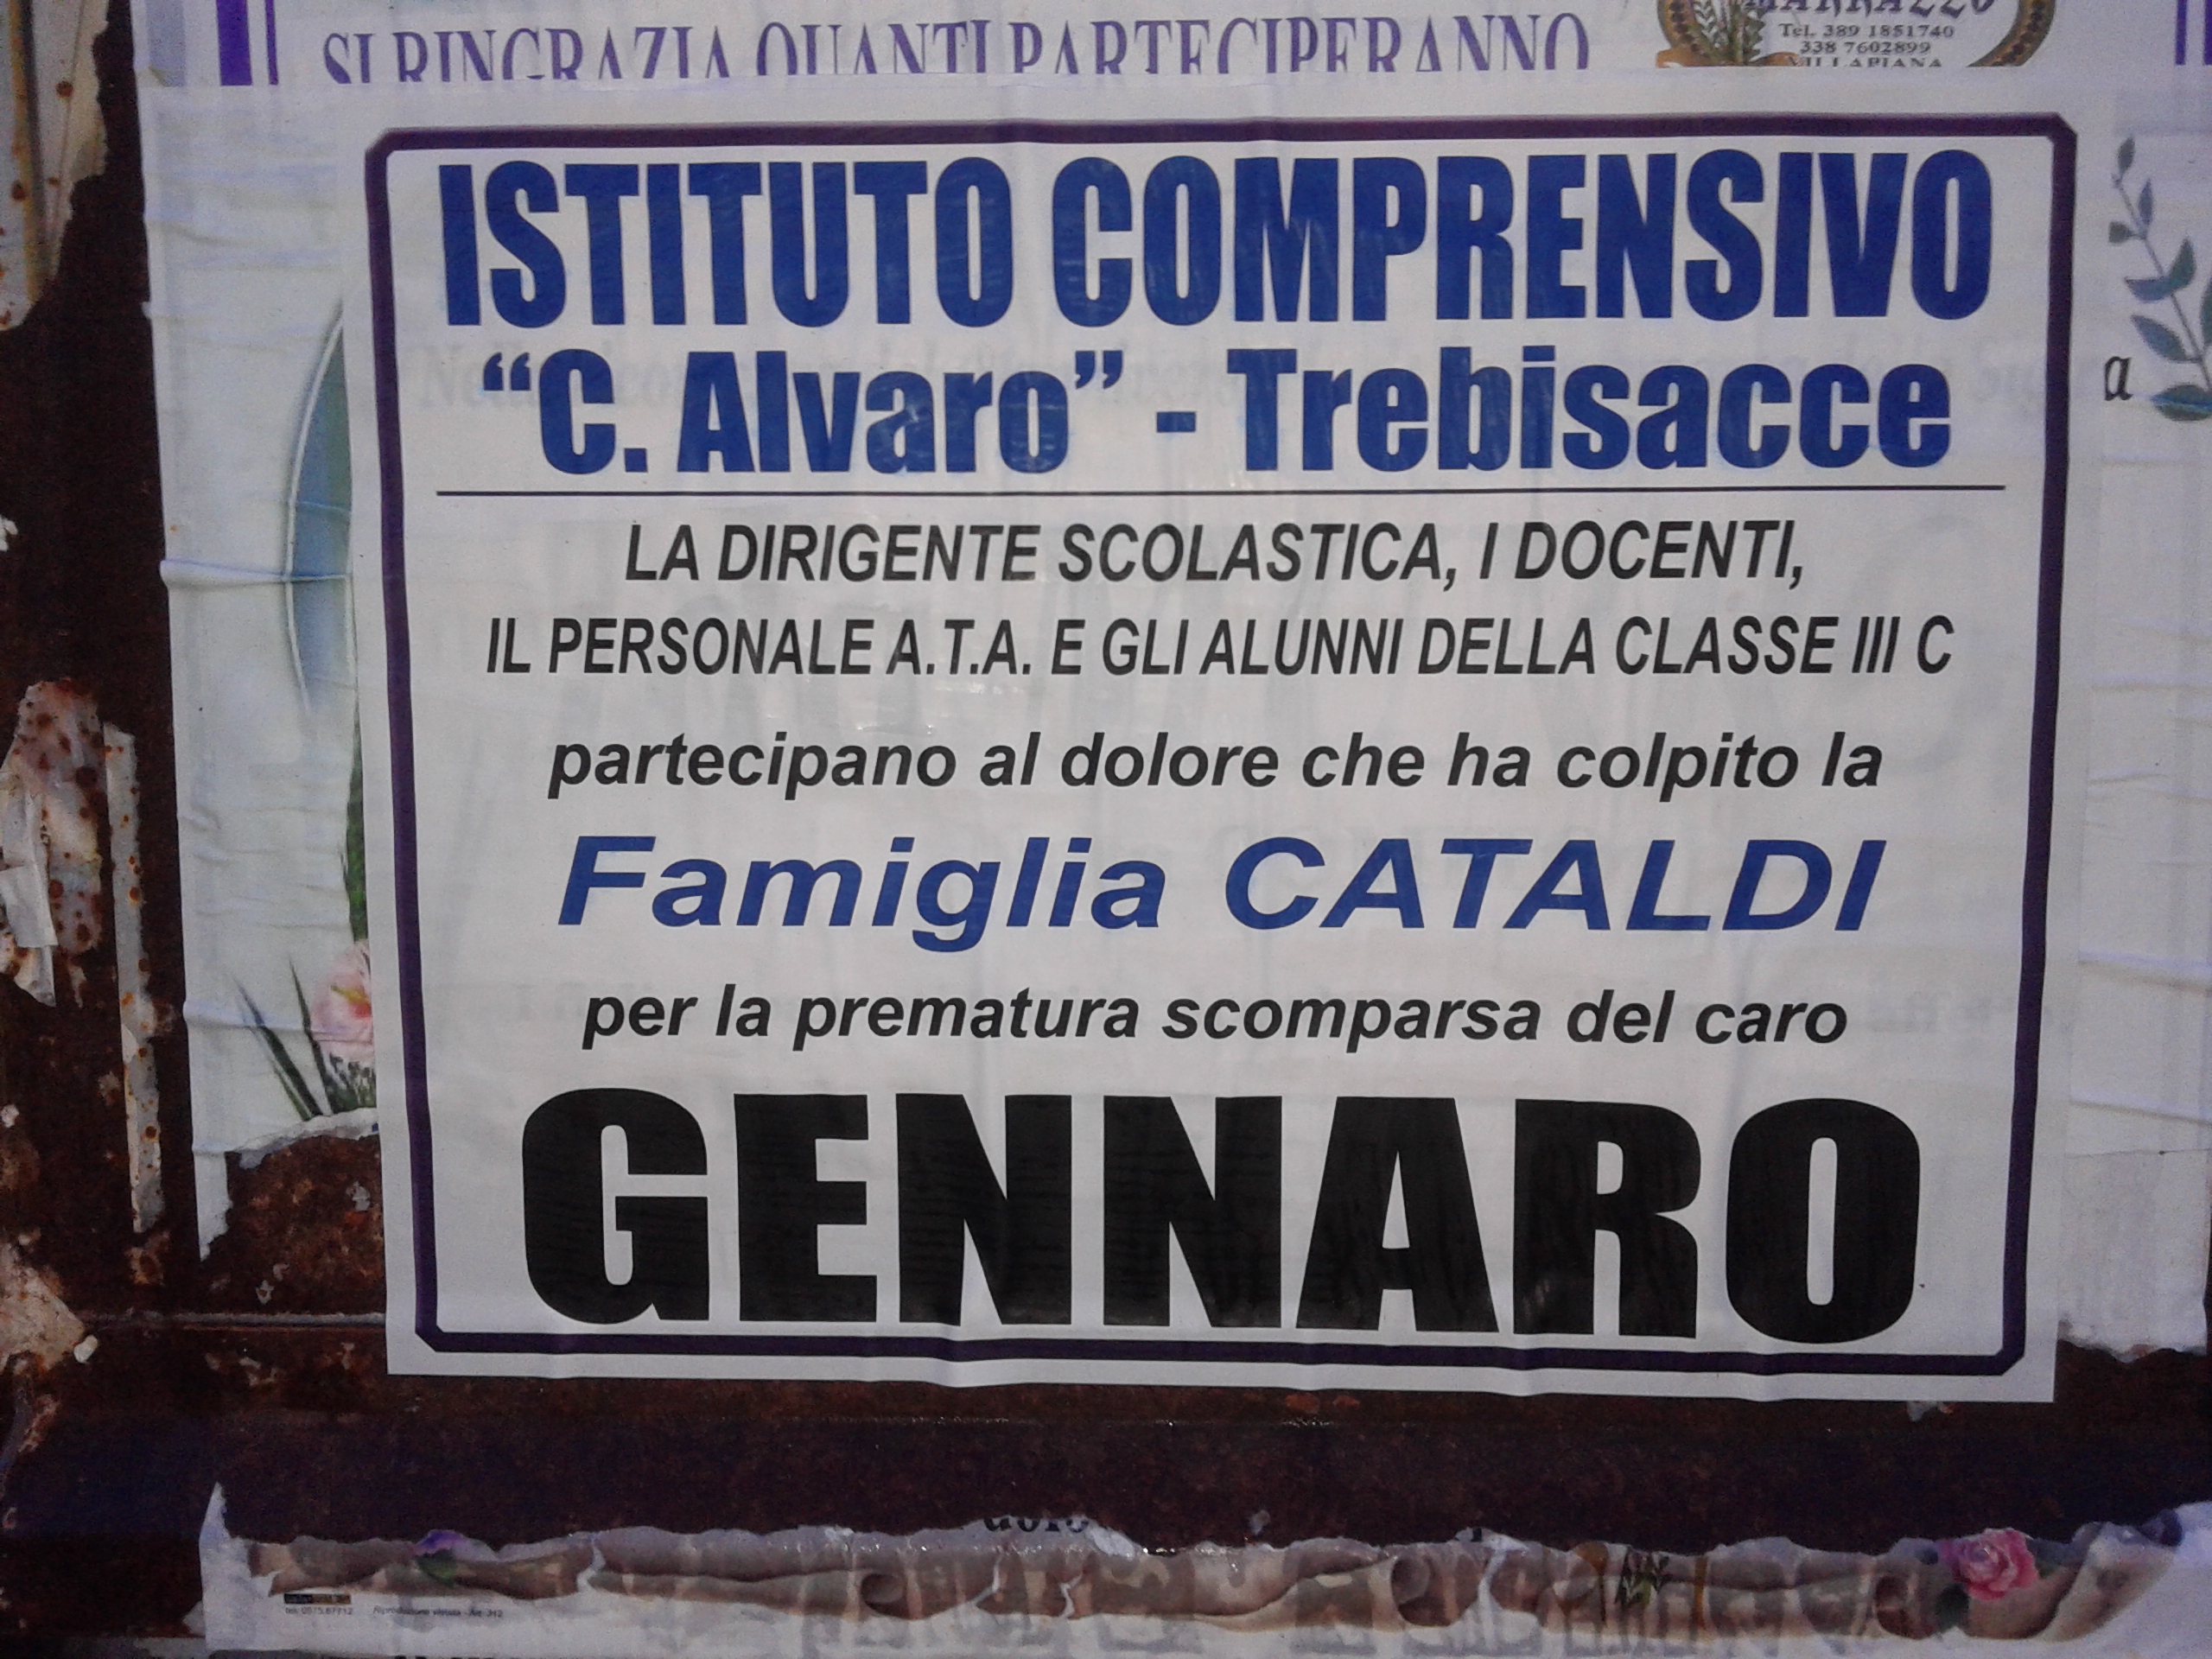 SI RINGRAZIA QUANTI PARTECIPERANNO
MARRAZZO
Tel. 389 1851740
338 7602899
VILLAPIANA
ISTITUTO COMPRENSIVO
“C. Alvaro” - Trebisacce
a
LA DIRIGENTE SCOLASTICA, I DOCENTI,
IL PERSONALE A.T.A. E GLI ALUNNI DELLA CLASSE III C
partecipano al dolore che ha colpito la
Famiglia CATALDI
per la prematura scomparsa del caro
GENNARO